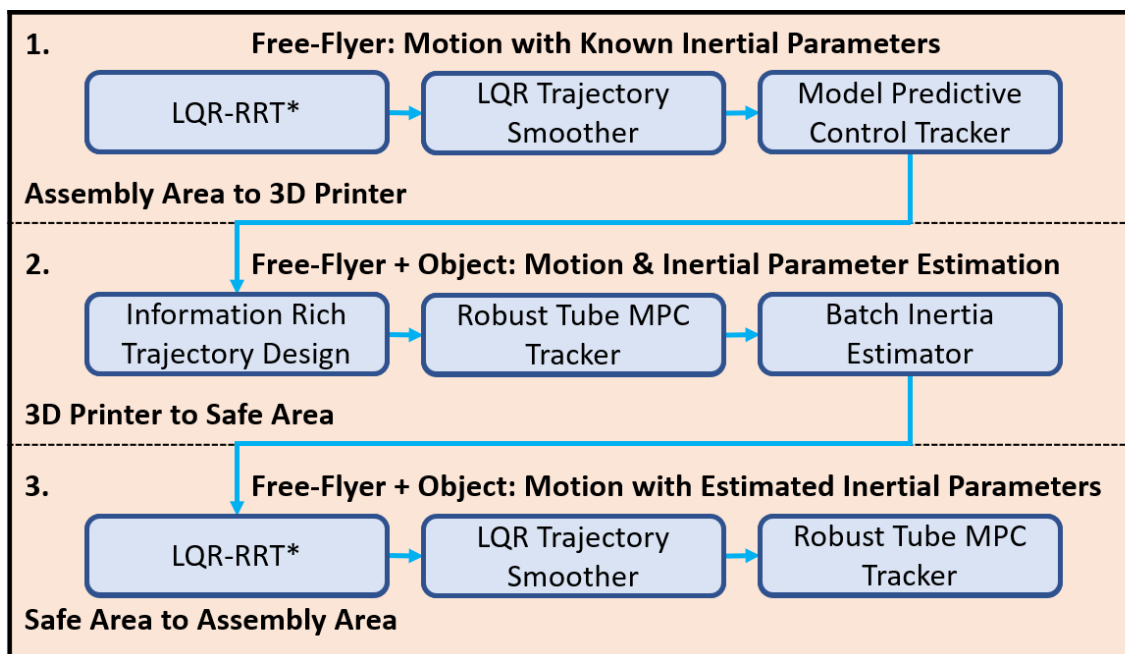 1.
Free-Flyer: Motion with Known Inertial Parameters
LQR-RRT*
LQR Trajectory
Smoother
Model Predictive
Control Tracker
Assembly Area to 3D Printer
2.
Free-Flyer + Object: Motion & Inertial Parameter Estimation
Information Rich
Trajectory Design
Robust Tube MPC
Tracker
Batch Inertia
Estimator
3D Printer to Safe Area
3.
Free-Flyer + Object: Motion with Estimated Inertial Parameters
LQR-RRT*
LQR Trajectory
Smoother
Robust Tube MPC
Tracker
Safe Area to Assembly Area